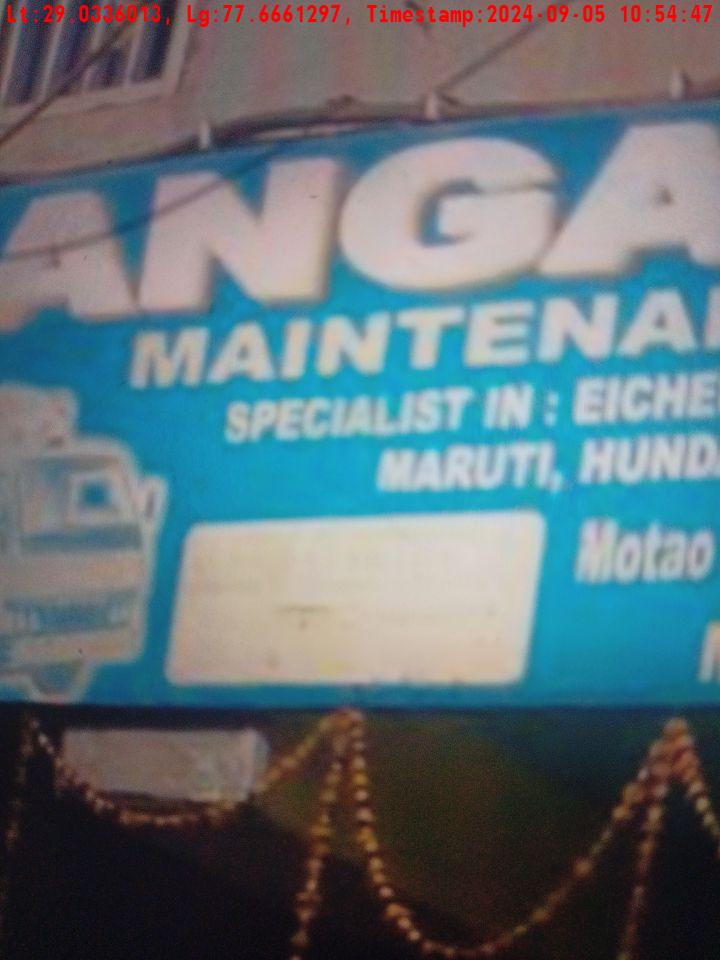 Lt:29.0336013, Lg:77.6661297, Timestamp:2024-09-05 10:54:47
ANGA
MAINTENA
SPECIALIST IN : EICHE
MARUTI, HUND
Motao